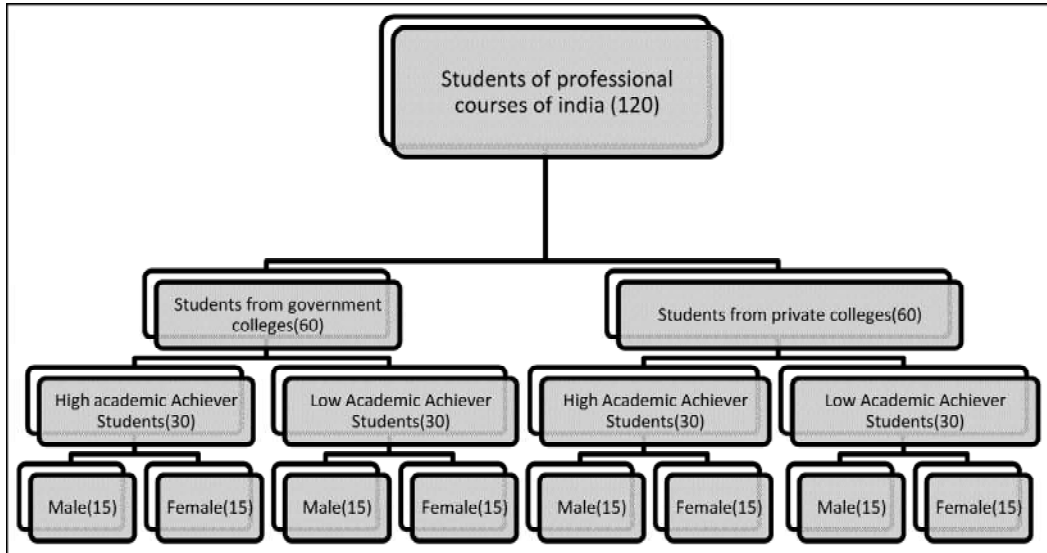 Students of professional
courses of india (120)
Students from government
colleges(60)
Students from private colleges(60)
High academic Achiever
Students(30)
Low Academic Achiever
Students(30)
High Academic Achiever
Students(30)
Low Academic Achiever
Students(30)
Male(15)
Female(15)
Male(15)
Female(15)
Male(15)
Female(15)
Male(15)
Female(15)